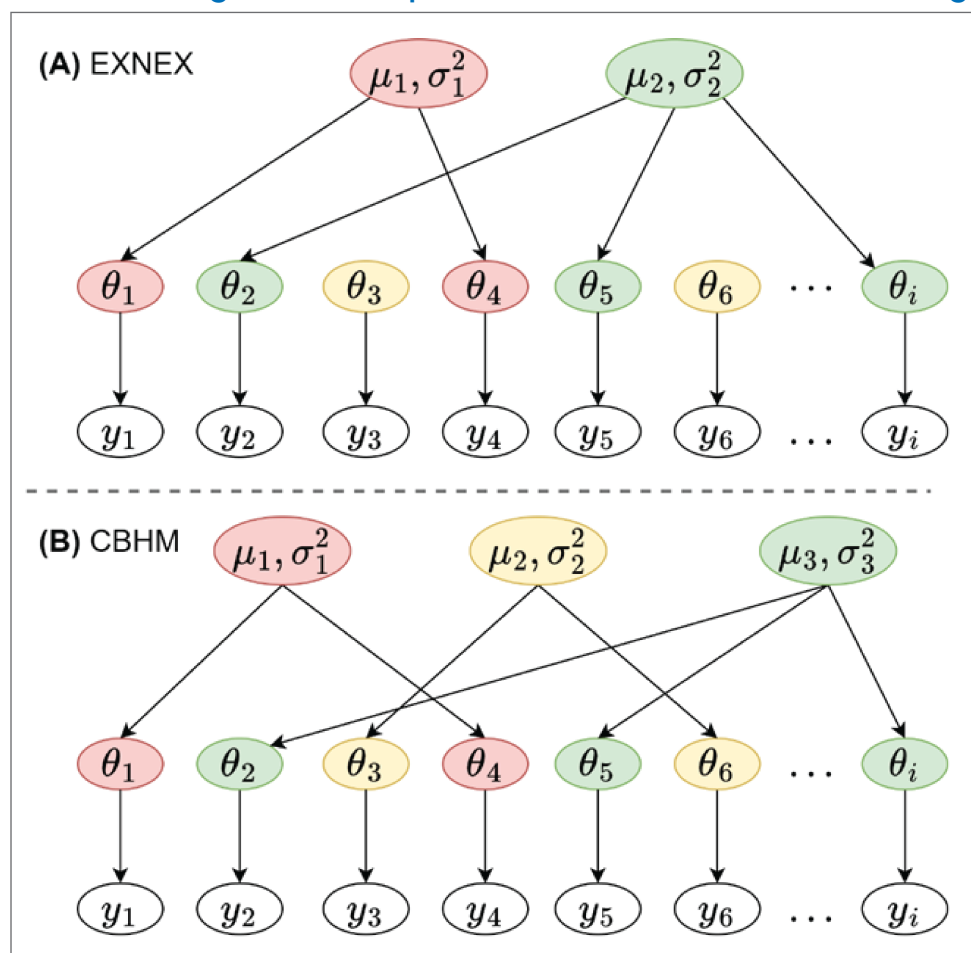 (A) EXNEX
μ₁, σ₁² μ₂, σ₂²
θ₁ θ₂ θ₃ θ₄ θ₅ θ₆ ... θᵢ
y₁ y₂ y₃ y₄ y₅ y₆ ... yᵢ
(B) CBHM
μ₁, σ₁² μ₂, σ₂² μ₃, σ₃²
θ₁ θ₂ θ₃ θ₄ θ₅ θ₆ ... θᵢ
y₁ y₂ y₃ y₄ y₅ y₆ ... yᵢ